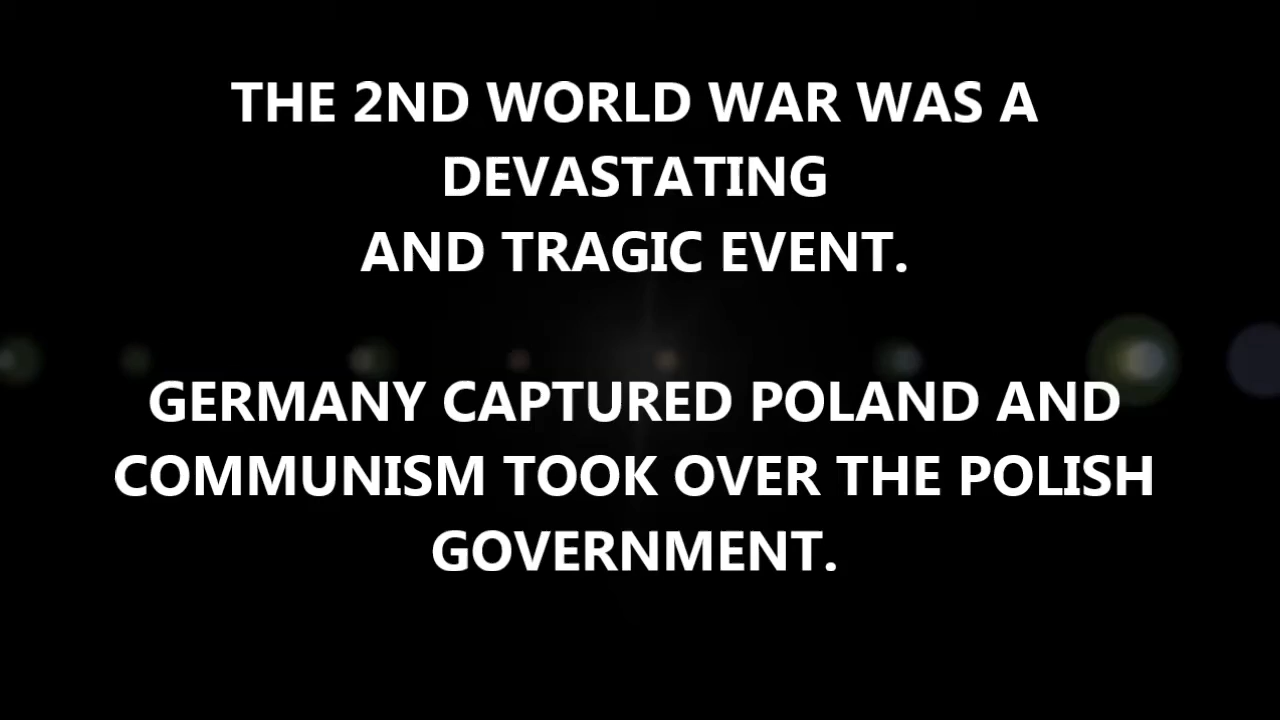 THE 2ND WORLD WAR WAS A
DEVASTATING
AND TRAGIC EVENT.
GERMANY CAPTURED POLAND AND
COMMUNISM TOOK OVER THE POLISH
GOVERNMENT.